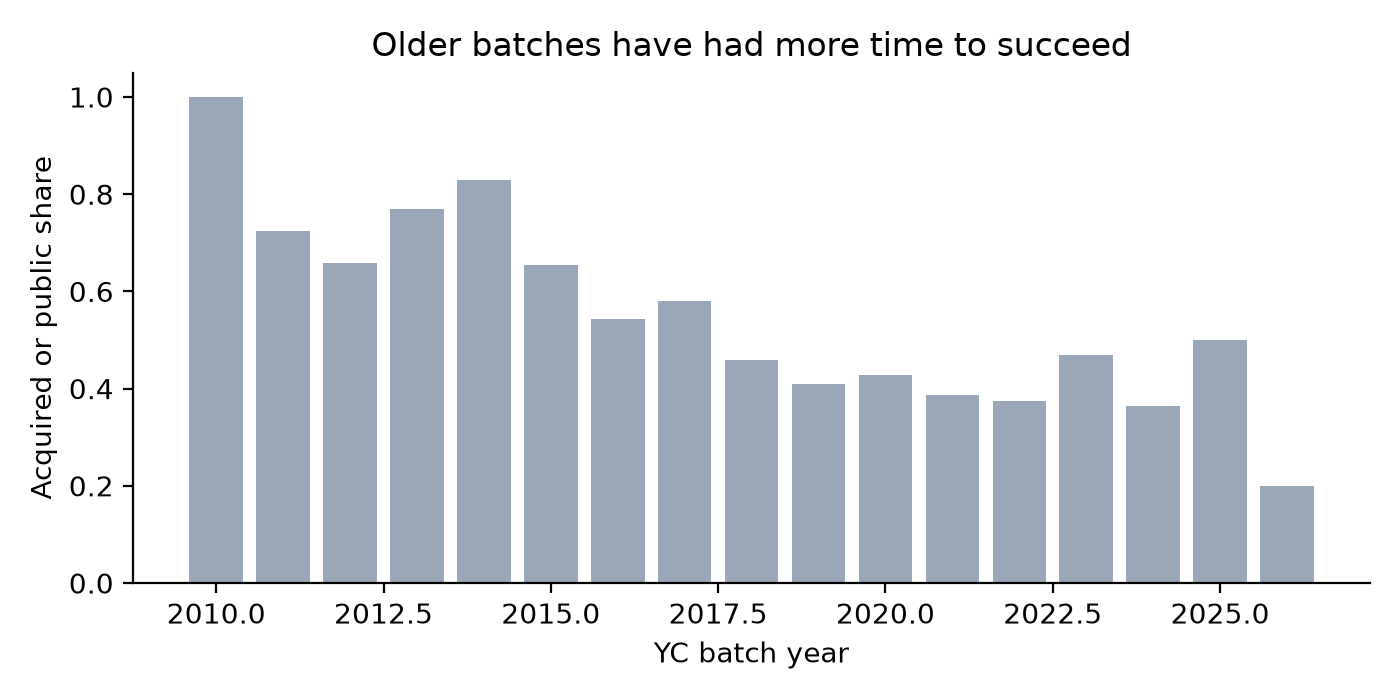 Older batches have had more time to succeed
Acquired or public share
1.0
0.8
0.6
0.4
0.2
0.0
2010.0 2012.5 2015.0 2017.5 2020.0 2022.5 2025.0
YC batch year